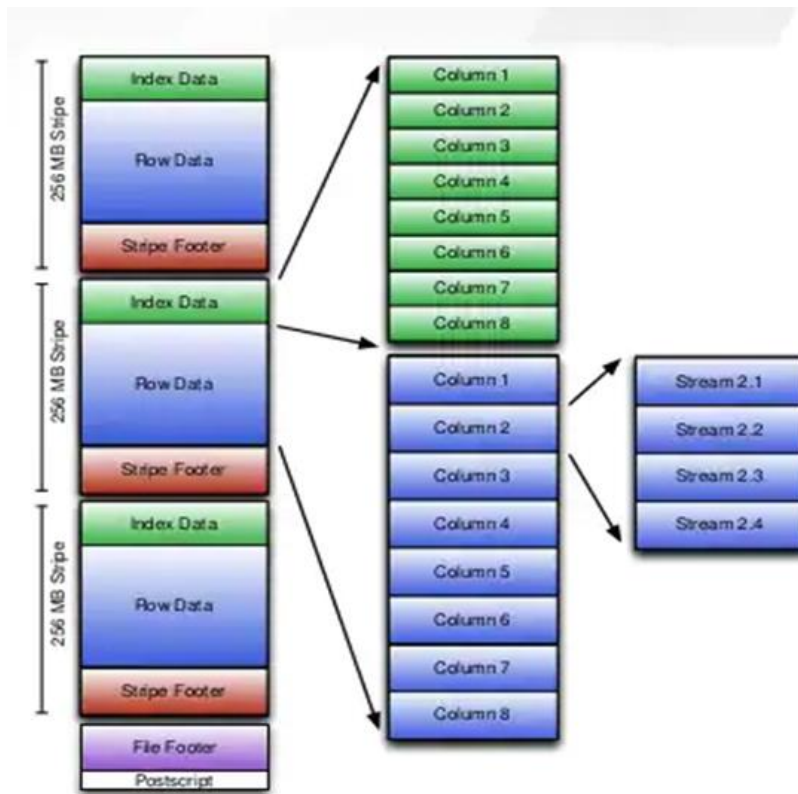 256 MB Stripe
Index Data
Row Data
Stripe Footer
256 MB Stripe
Index Data
Row Data
Stripe Footer
256 MB Stripe
Index Data
Row Data
Stripe Footer
File Footer
Postscript
Column 1
Column 2
Column 3
Column 4
Column 5
Column 6
Column 7
Column 8
Column 1
Column 2
Column 3
Column 4
Column 5
Column 6
Column 7
Column 8
Stream 2.1
Stream 2.2
Stream 2.3
Stream 2.4